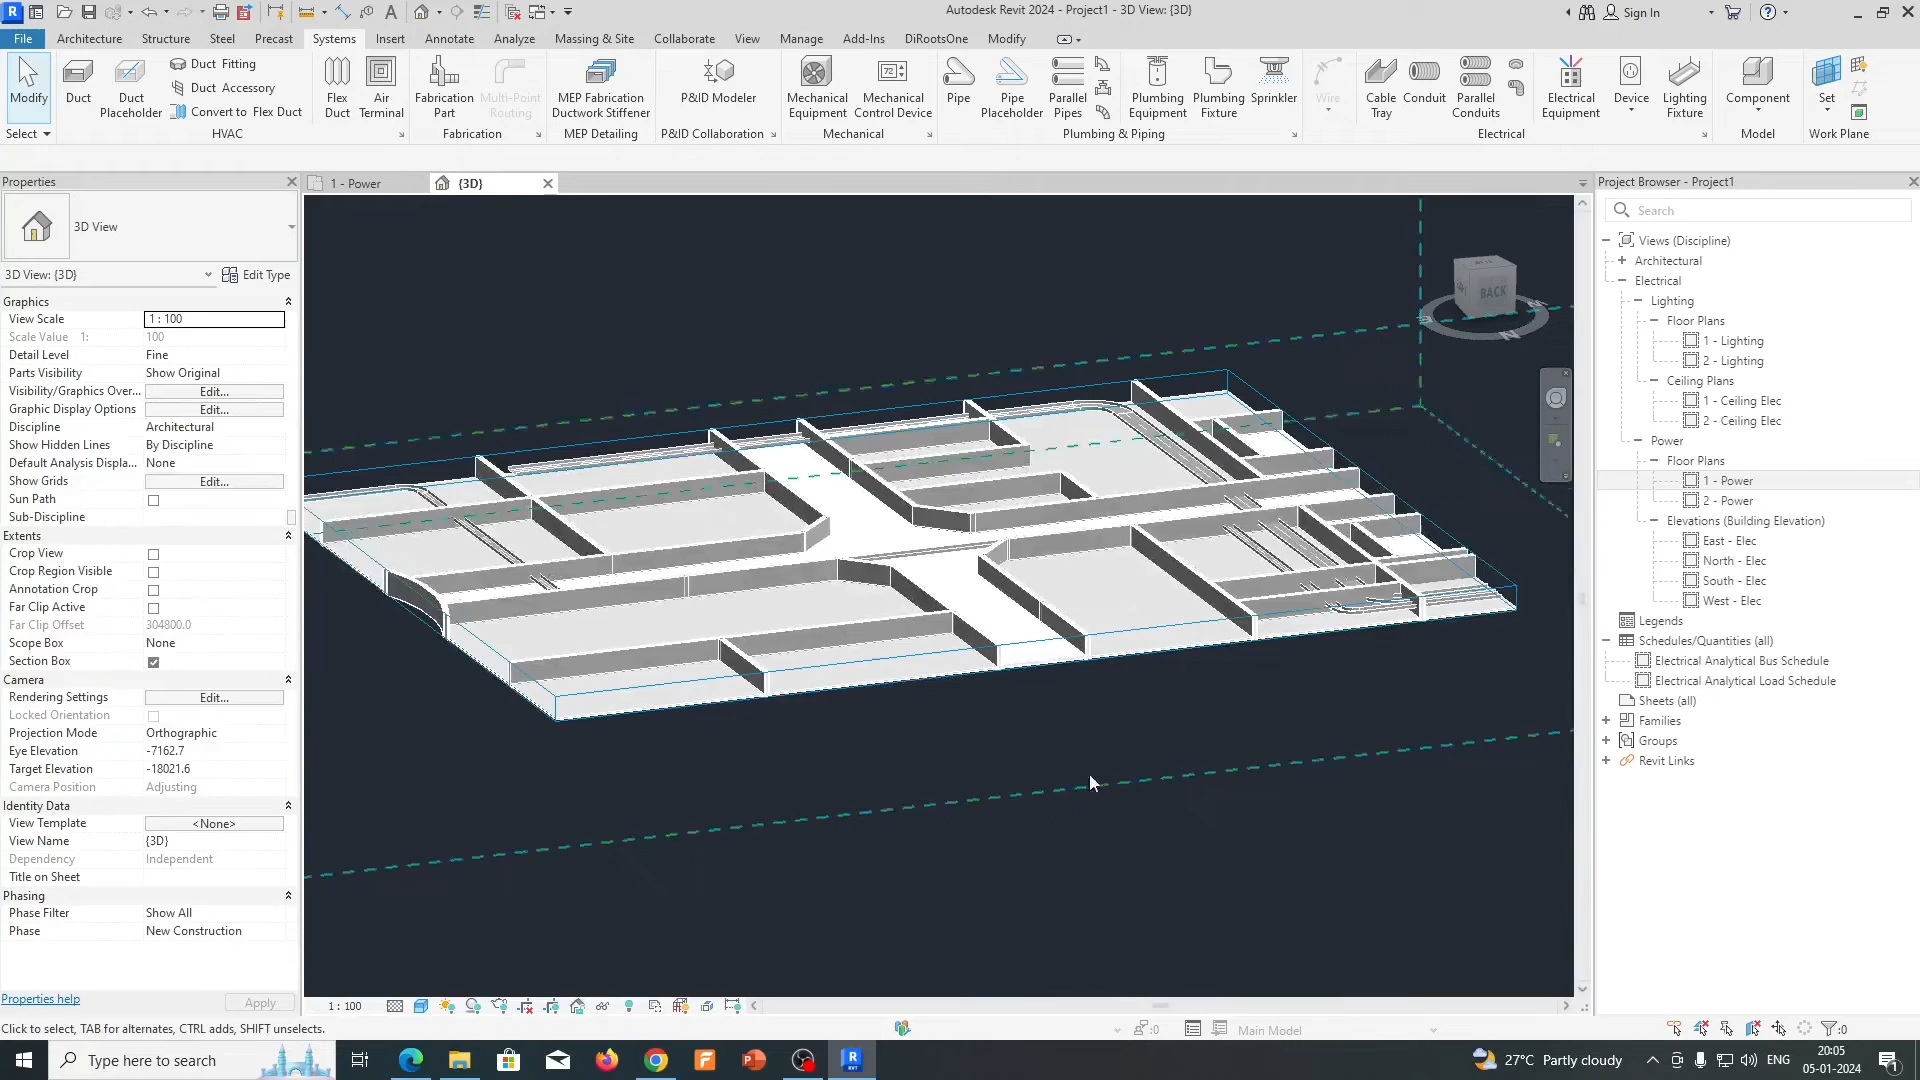 Autodesk Revit 2024 - Project1 - 3D View: {3D}
Sign In
File
Architecture
Structure
Steel
Precast
Systems
Insert
Annotate
Analyze
Massing & Site
Collaborate
View
Manage
Add-Ins
DiRootsOne
Modify
Modify
Select
Duct
Duct Placeholder
Duct Fitting
Duct Accessory
Convert to Flex Duct
HVAC
Flex Duct
Air Terminal
Fabrication Part
Multi-Point Routing
Fabrication
MEP Fabrication Ductwork Stiffener
MEP Detailing
P&ID Modeler
P&ID Collaboration
Mechanical Equipment
72
Mechanical Control Device
Mechanical
Pipe
Pipe Placeholder
Parallel Pipes
Plumbing Equipment
Plumbing Fixture
Sprinkler
Plumbing & Piping
Wire
Cable Tray
Conduit
Parallel Conduits
Electrical Equipment
Device
Lighting Fixture
Electrical
Component
Model
Set
Work Plane
Properties
3D View
3D View: {3D}
Edit Type
Graphics
View Scale 1 : 100
Scale Value 1: 100
Detail Level Fine
Parts Visibility Show Original
Visibility/Graphics Over... Edit...
Graphic Display Options Edit...
Discipline Architectural
Show Hidden Lines By Discipline
Default Analysis Displa... None
Show Grids Edit...
Sun Path
Sub-Discipline
Extents
Crop View
Crop Region Visible
Annotation Crop
Far Clip Active
Far Clip Offset 304800.0
Scope Box None
Section Box
Camera
Rendering Settings Edit...
Locked Orientation
Projection Mode Orthographic
Eye Elevation -7162.7
Target Elevation -18021.6
Camera Position Adjusting
Identity Data
View Template <None>
View Name {3D}
Dependency Independent
Title on Sheet
Phasing
Phase Filter Show All
Phase New Construction
Properties help
Apply
1 - Power
{3D}
BACK
N
1 : 100
Project Browser - Project1
Search
Views (Discipline)
Architectural
Electrical
Lighting
Floor Plans
1 - Lighting
2 - Lighting
Ceiling Plans
1 - Ceiling Elec
2 - Ceiling Elec
Power
Floor Plans
1 - Power
2 - Power
Elevations (Building Elevation)
East - Elec
North - Elec
South - Elec
West - Elec
Legends
Schedules/Quantities (all)
Electrical Analytical Bus Schedule
Electrical Analytical Load Schedule
Sheets (all)
Families
Groups
Revit Links
Click to select, TAB for alternates, CTRL adds, SHIFT unselects.
:0
Main Model
:0
Type here to search
27°C Partly cloudy
ENG
20:05
05-01-2024